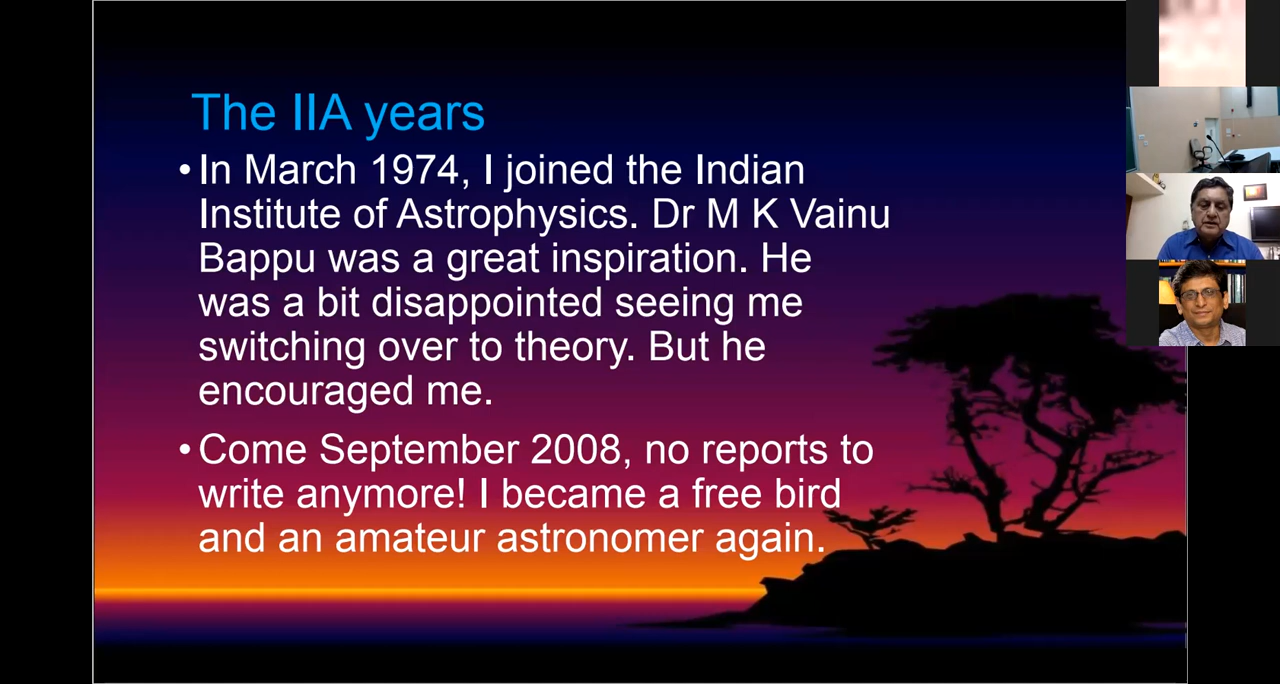 The IIA years
• In March 1974, I joined the Indian
Institute of Astrophysics. Dr M K Vainu
Bappu was a great inspiration. He
was a bit disappointed seeing me
switching over to theory. But he
encouraged me.
• Come September 2008, no reports to
write anymore! I became a free bird
and an amateur astronomer again.